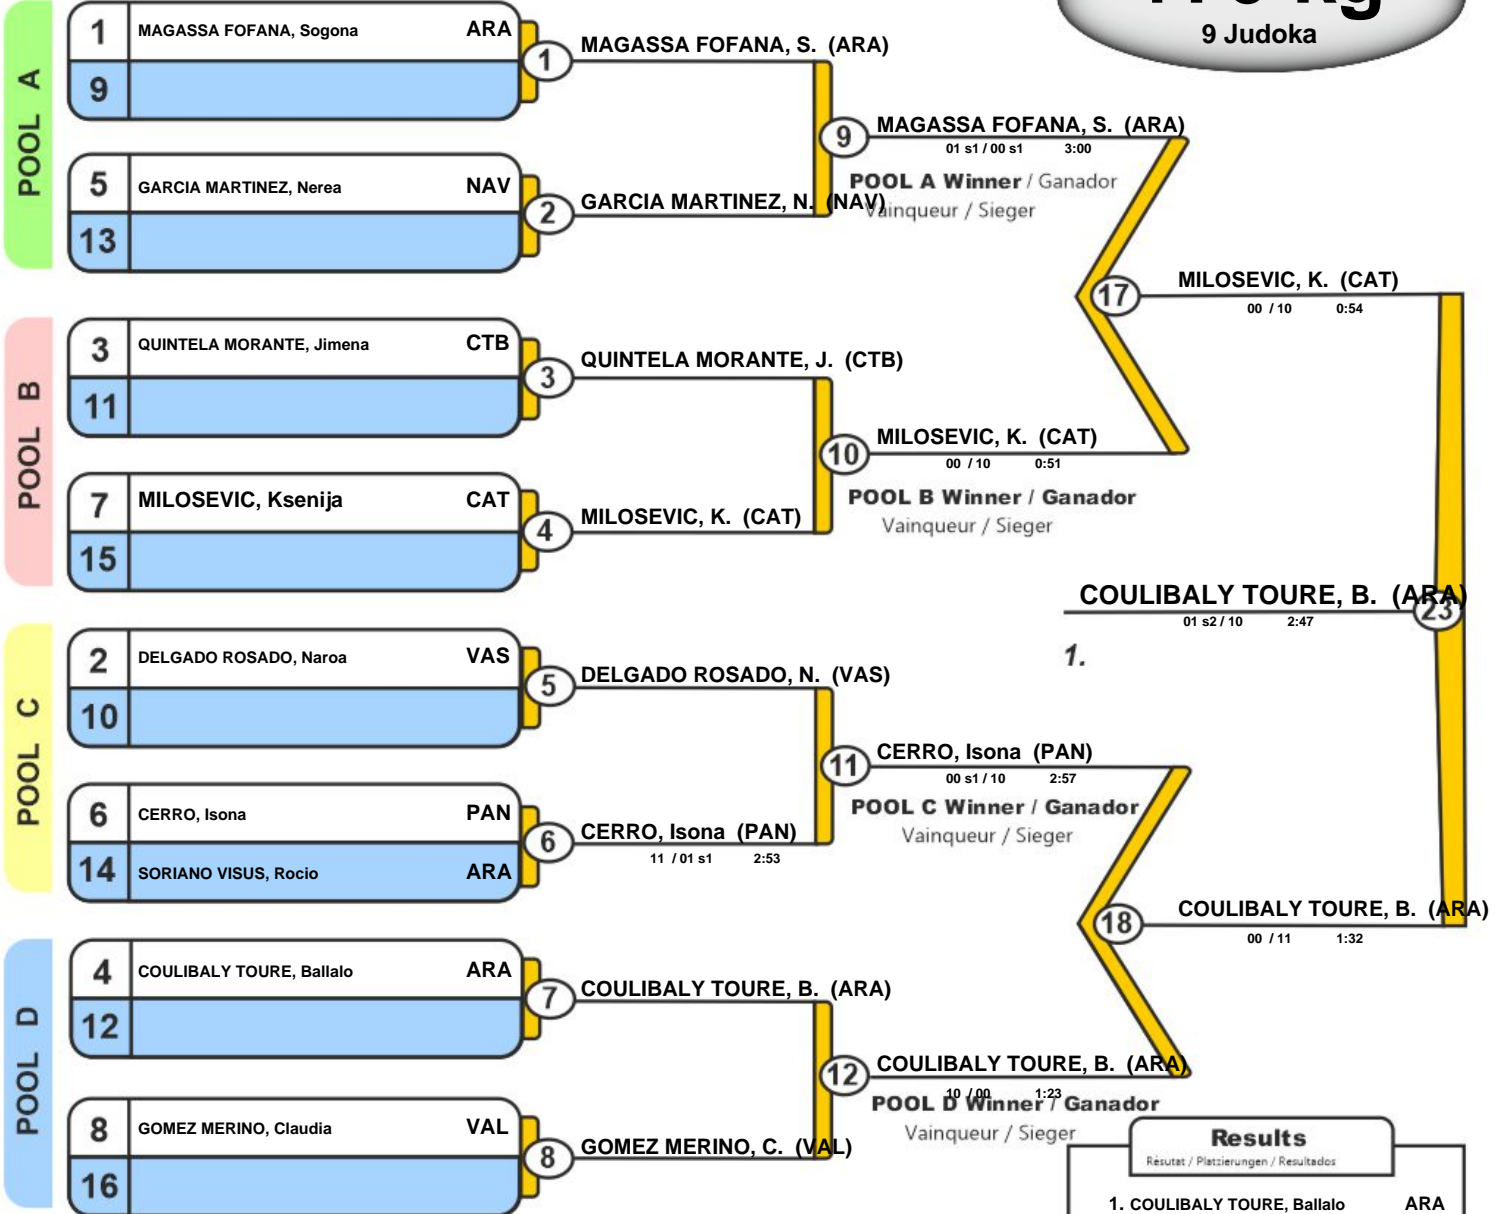 9 Judoka
POOL A
1 MAGASSA FOFANA, Sogona ARA
9
1
MAGASSA FOFANA, S. (ARA)
5 GARCIA MARTINEZ, Nerea NAV
13
2
GARCIA MARTINEZ, N. (NAV)
9
MAGASSA FOFANA, S. (ARA)
01 s1 / 00 s1 3:00
POOL A Winner / Ganador
Vainqueur / Sieger
POOL B
3 QUINTELA MORANTE, Jimena CTB
11
3
QUINTELA MORANTE, J. (CTB)
7 MILOSEVIC, Ksenija CAT
15
4
MILOSEVIC, K. (CAT)
10
MILOSEVIC, K. (CAT)
00 / 10 0:51
POOL B Winner / Ganador
Vainqueur / Sieger
17
MILOSEVIC, K. (CAT)
00 / 10 0:54
COULIBALY TOURE, B. (ARA)
23
01 s2 / 10 2:47
1.
POOL C
2 DELGADO ROSADO, Naroa VAS
10
5
DELGADO ROSADO, N. (VAS)
6 CERRO, Isona PAN
14 SORIANO VISUS, Rocio ARA
6
CERRO, Isona (PAN)
11 / 01 s1 2:53
11
CERRO, Isona (PAN)
00 s1 / 10 2:57
POOL C Winner / Ganador
Vainqueur / Sieger
18
COULIBALY TOURE, B. (ARA)
00 / 11 1:32
POOL D
4 COULIBALY TOURE, Ballalo ARA
12
7
COULIBALY TOURE, B. (ARA)
8 GOMEZ MERINO, Claudia VAL
16
8
GOMEZ MERINO, C. (VAL)
12
COULIBALY TOURE, B. (ARA)
10 / 00 1:23
POOL D Winner / Ganador
Vainqueur / Sieger
Results
Résutat / Platzierungen / Resultados
1. COULIBALY TOURE, Ballalo ARA